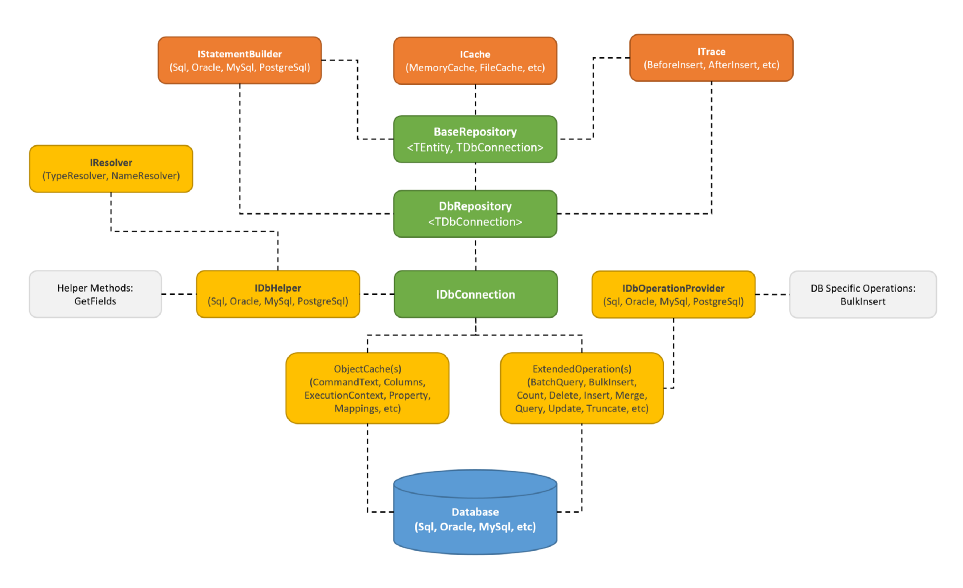 IStatementBuilder
(Sql, Oracle, MySql, PostgreSql)
ICache
(MemoryCache, FileCache, etc)
ITrace
(BeforeInsert, AfterInsert, etc)
BaseRepository
<TEntity, TDbConnection>
IResolver
(TypeResolver, NameResolver)
DbRepository
<TDbConnection>
Helper Methods:
GetFields
IDbHelper
(Sql, Oracle, MySql, PostgreSql)
IDbConnection
IDbOperationProvider
(Sql, Oracle, MySql, PostgreSql)
DB Specific Operations:
BulkInsert
ObjectCache(s)
(CommandText, Columns,
ExecutionContext, Property,
Mappings, etc)
ExtendedOperation(s)
(BatchQuery, BulkInsert,
Count, Delete, Insert, Merge,
Query, Update, Truncate, etc)
Database
(Sql, Oracle, MySql, etc)